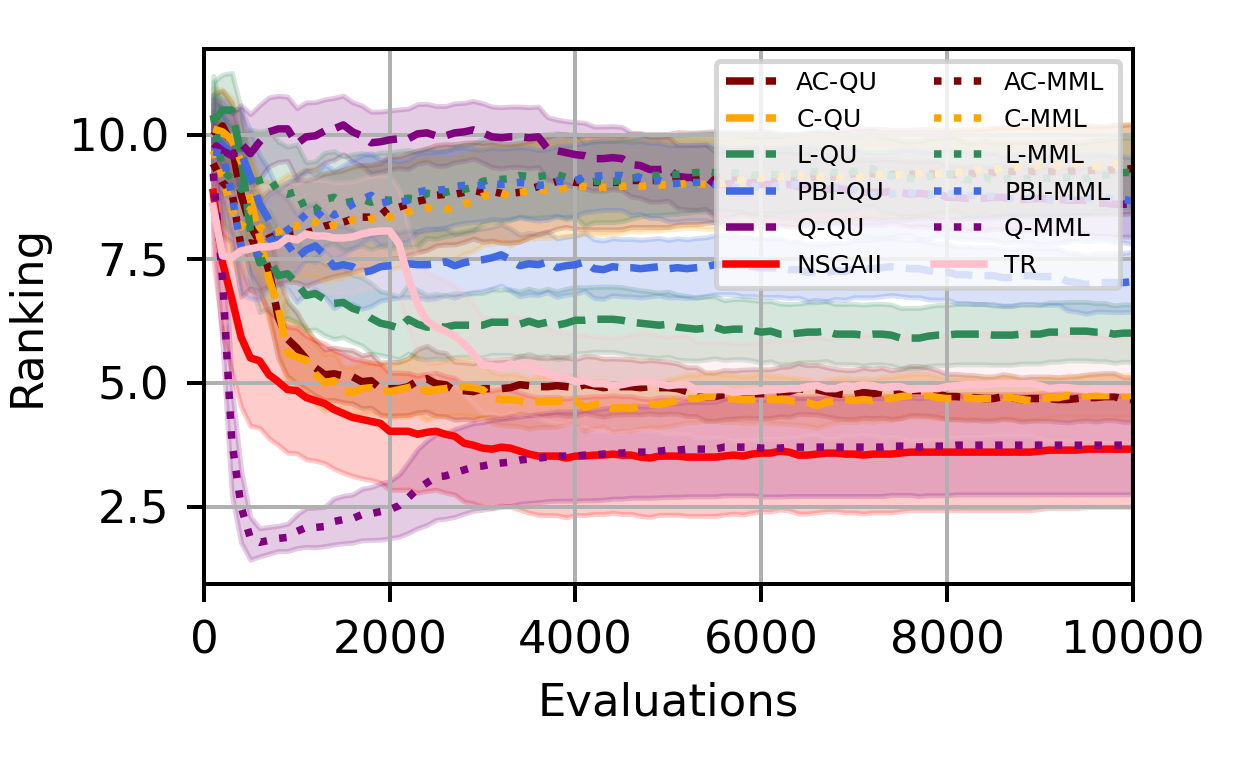 AC-QU AC-MML
C-QU C-MML
L-QU L-MML
PBI-QU PBI-MML
Q-QU Q-MML
NSGAII TR
10.0
7.5
5.0
2.5
Ranking
0 2000 4000 6000 8000 10000
Evaluations